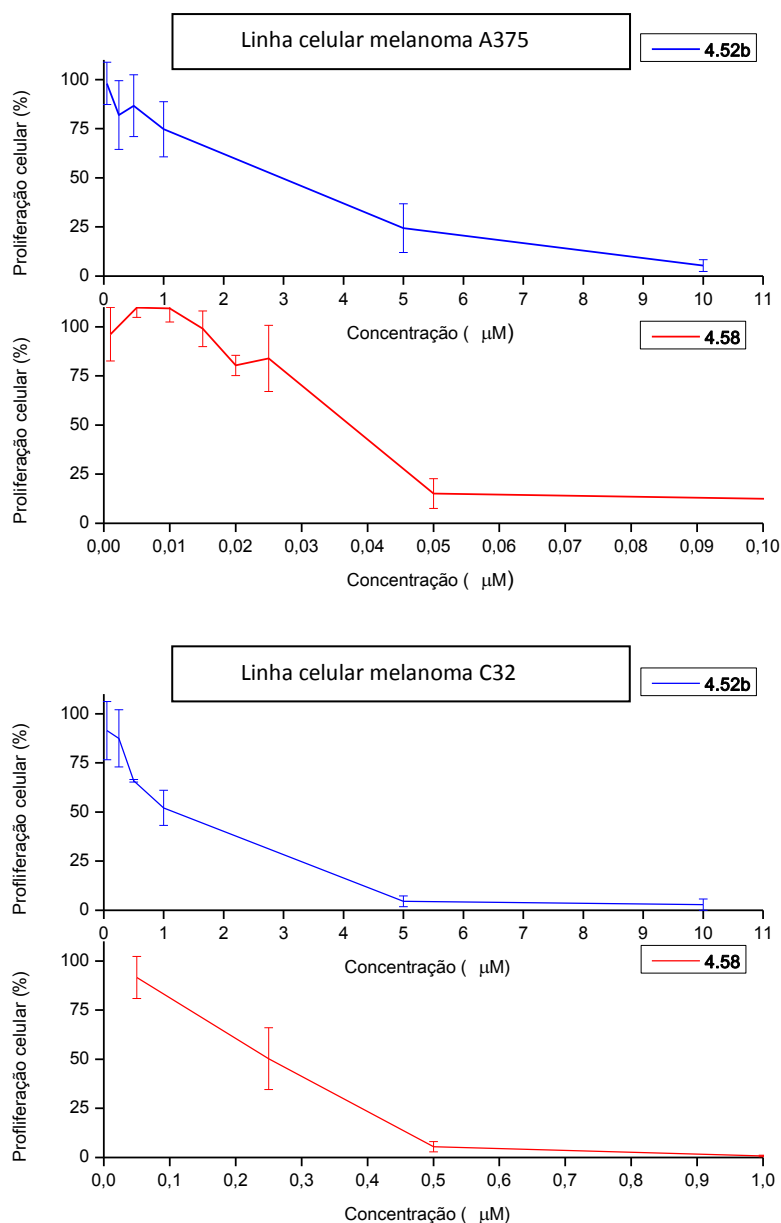 Linha celular melanoma A375
4.52b
Proliferação celular (%)
100
75
50
25
0
0 1 2 3 4 5 6 7 8 9 10 11
Concentração ( μM)
4.58
Proliferação celular (%)
100
75
50
25
0
0,00 0,01 0,02 0,03 0,04 0,05 0,06 0,07 0,08 0,09 0,10
Concentração ( μM)
Linha celular melanoma C32
4.52b
Profliferação celular (%)
100
75
50
25
0
0 1 2 3 4 5 6 7 8 9 10 11
Concentração ( μM)
4.58
Profliferação celular (%)
100
75
50
25
0
0,0 0,1 0,2 0,3 0,4 0,5 0,6 0,7 0,8 0,9 1,0
Concentração ( μM)